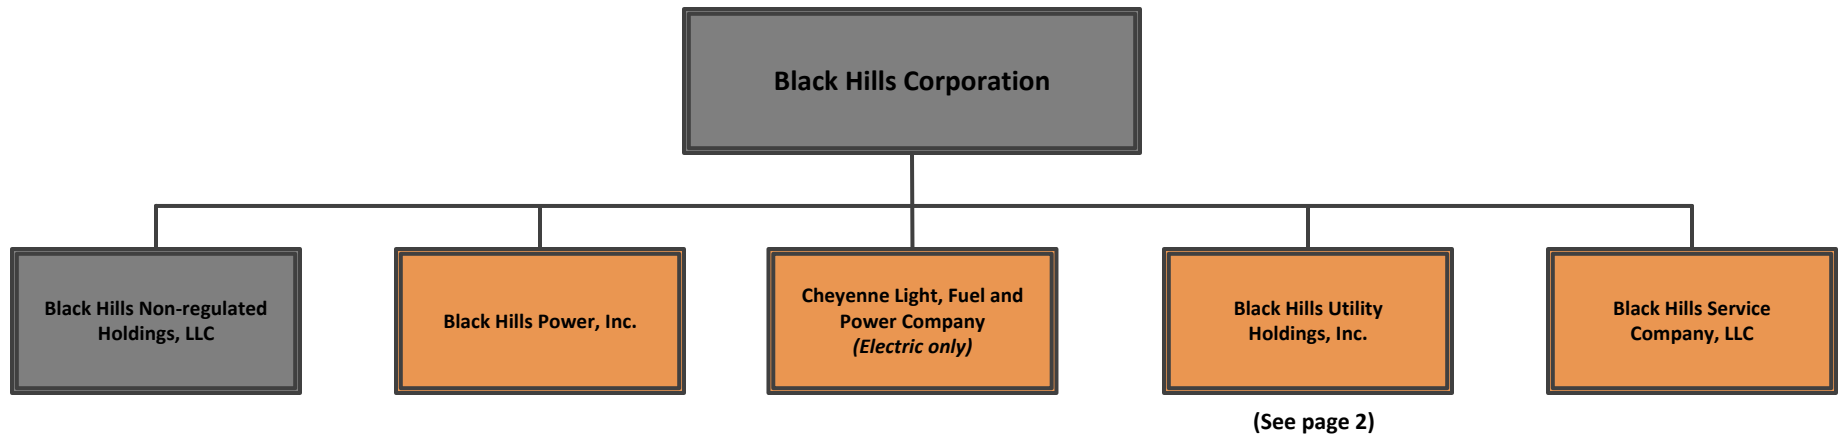 Black Hills Corporation
Black Hills Non-regulated
Holdings, LLC
Black Hills Power, Inc.
Cheyenne Light, Fuel and
Power Company
(Electric only)
Black Hills Utility
Holdings, Inc.
Black Hills Service
Company, LLC
(See page 2)